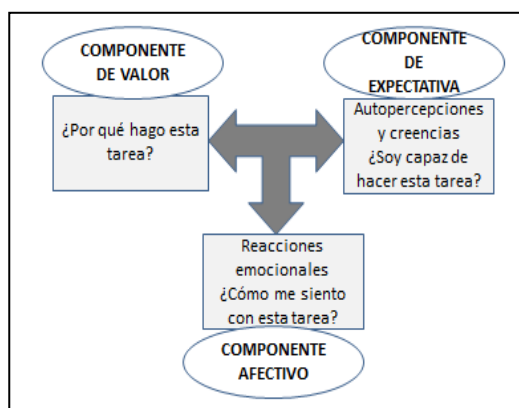 COMPONENTE
DE VALOR
¿Por qué hago esta
tarea?
COMPONENTE
DE
EXPECTATIVA
Autopercepciones
y creencias
¿Soy capaz de
hacer esta tarea?
Reacciones
emocionales
¿Cómo me siento
con esta tarea?
COMPONENTE
AFECTIVO